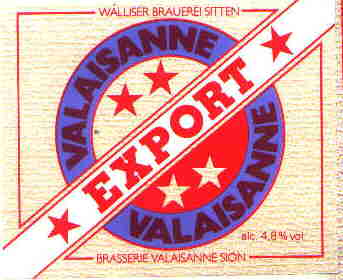 WALLISER BRAUEREI SITTEN
VALAISANNE
EXPORT
VALAISANNE
alc. 4,8% vol.
BRASSERIE VALAISANNE SION